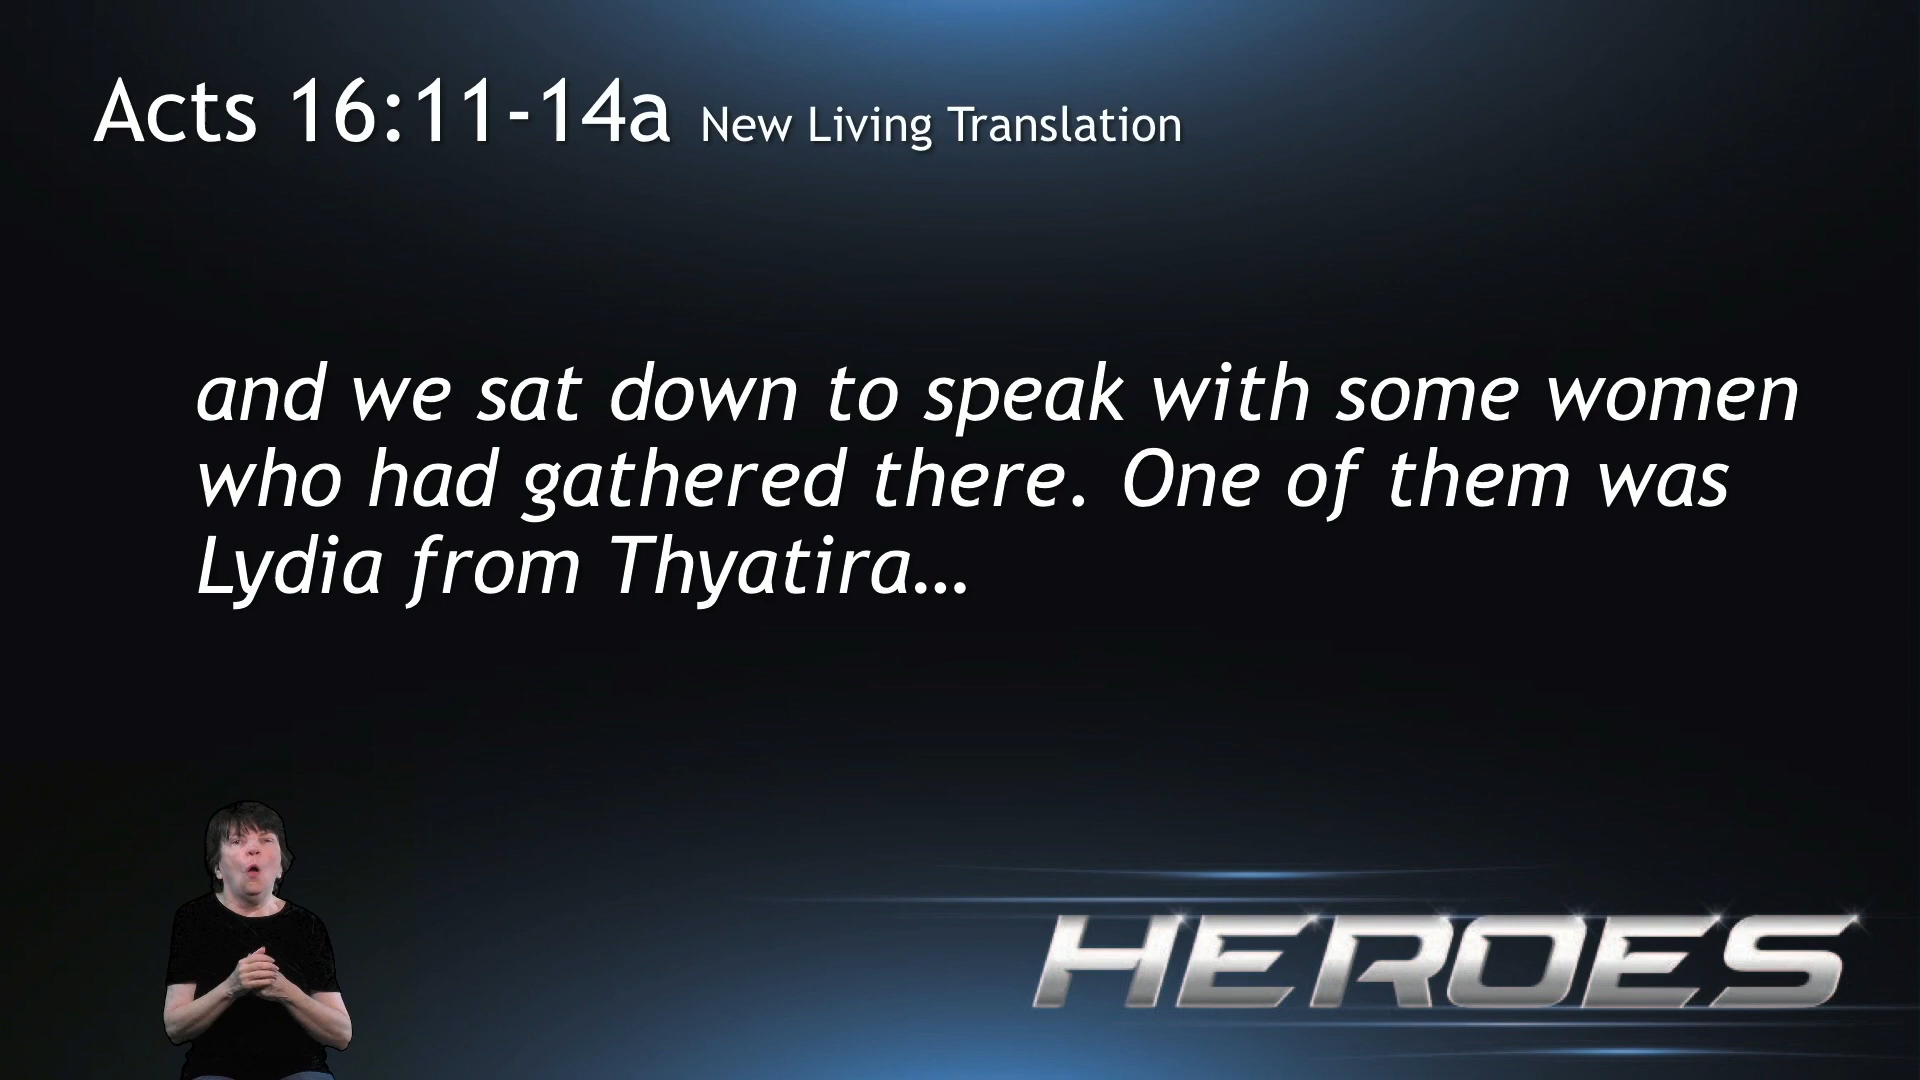 Acts 16:11-14a New Living Translation
and we sat down to speak with some women
who had gathered there. One of them was
Lydia from Thyatira…
HEROES